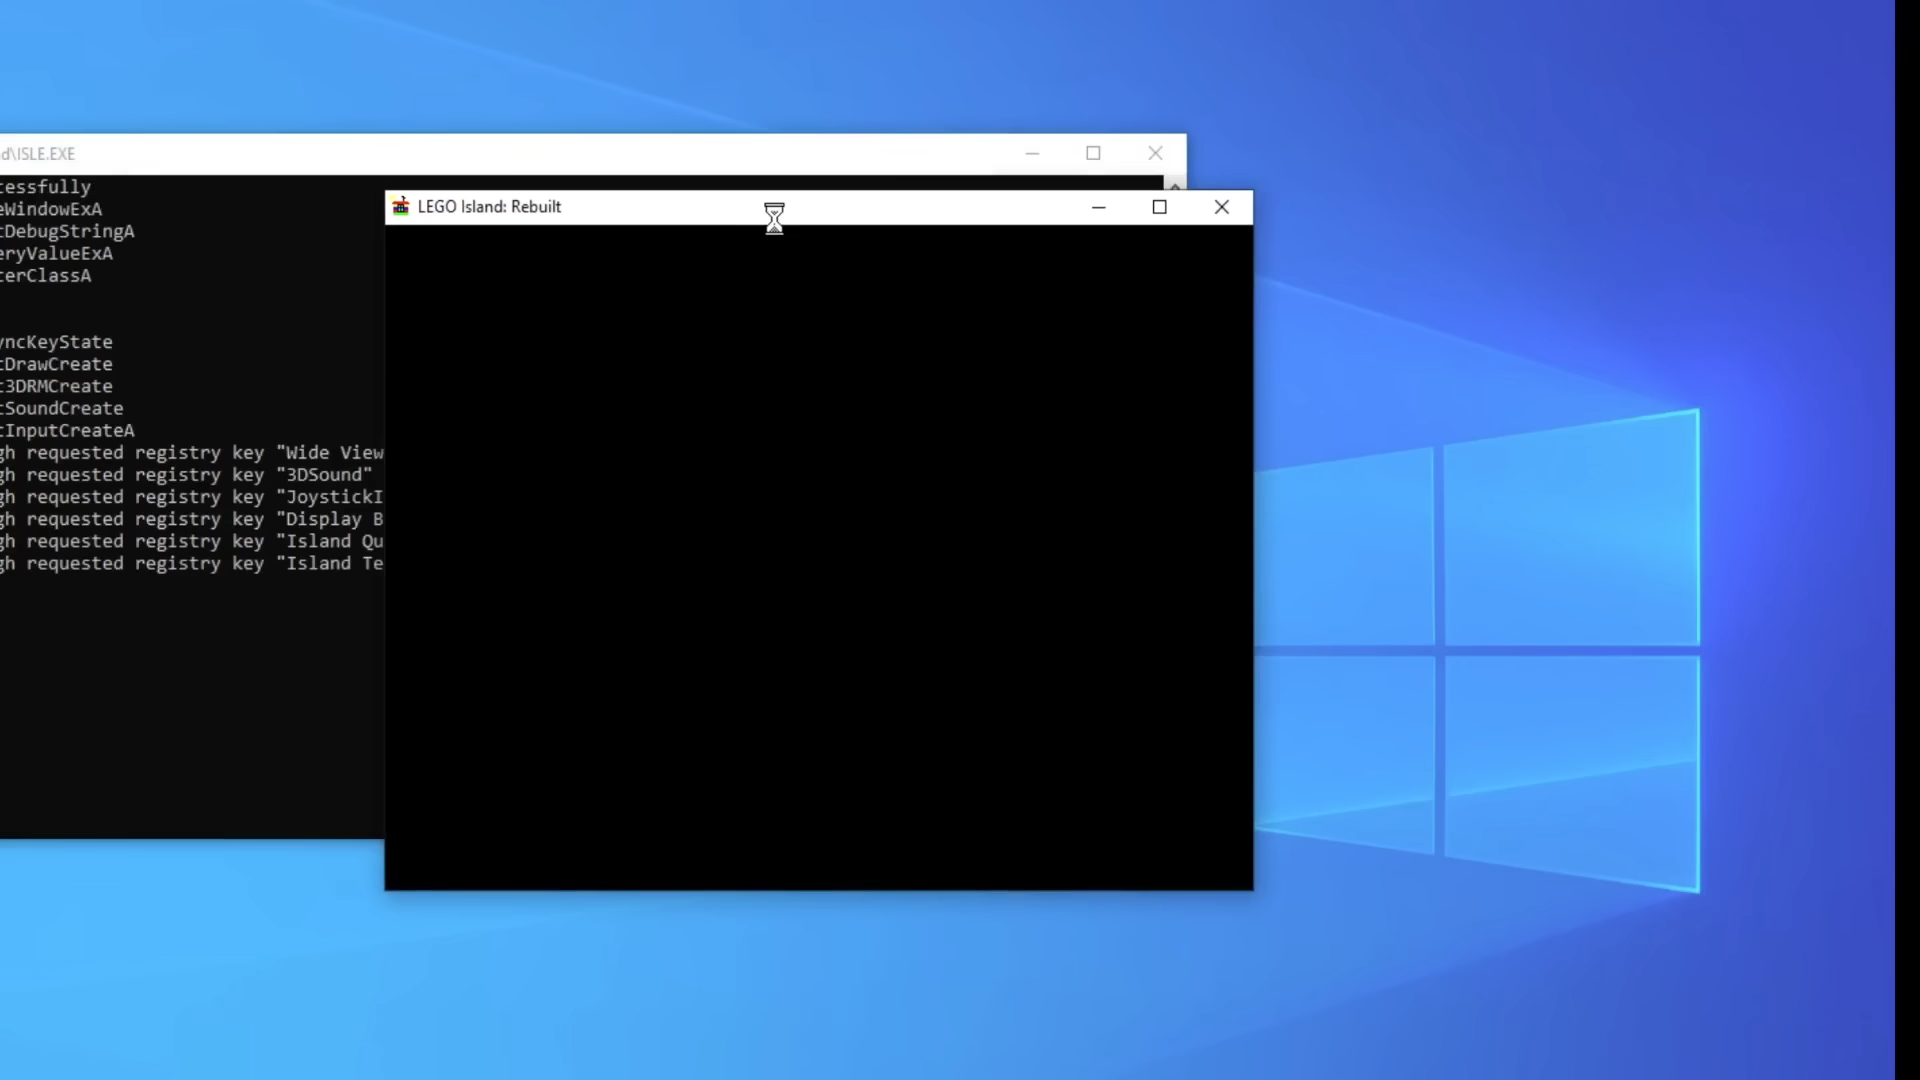 d\ISLE.EXE
cessfully
eWindowExA
tDebugStringA
eryValueExA
terClassA
yncKeyState
tDrawCreate
t3DRMCreate
tSoundCreate
tInputCreateA
gh requested registry key "Wide View
gh requested registry key "3DSound"
gh requested registry key "JoystickI
gh requested registry key "Display B
gh requested registry key "Island Qu
gh requested registry key "Island Te
LEGO Island: Rebuilt